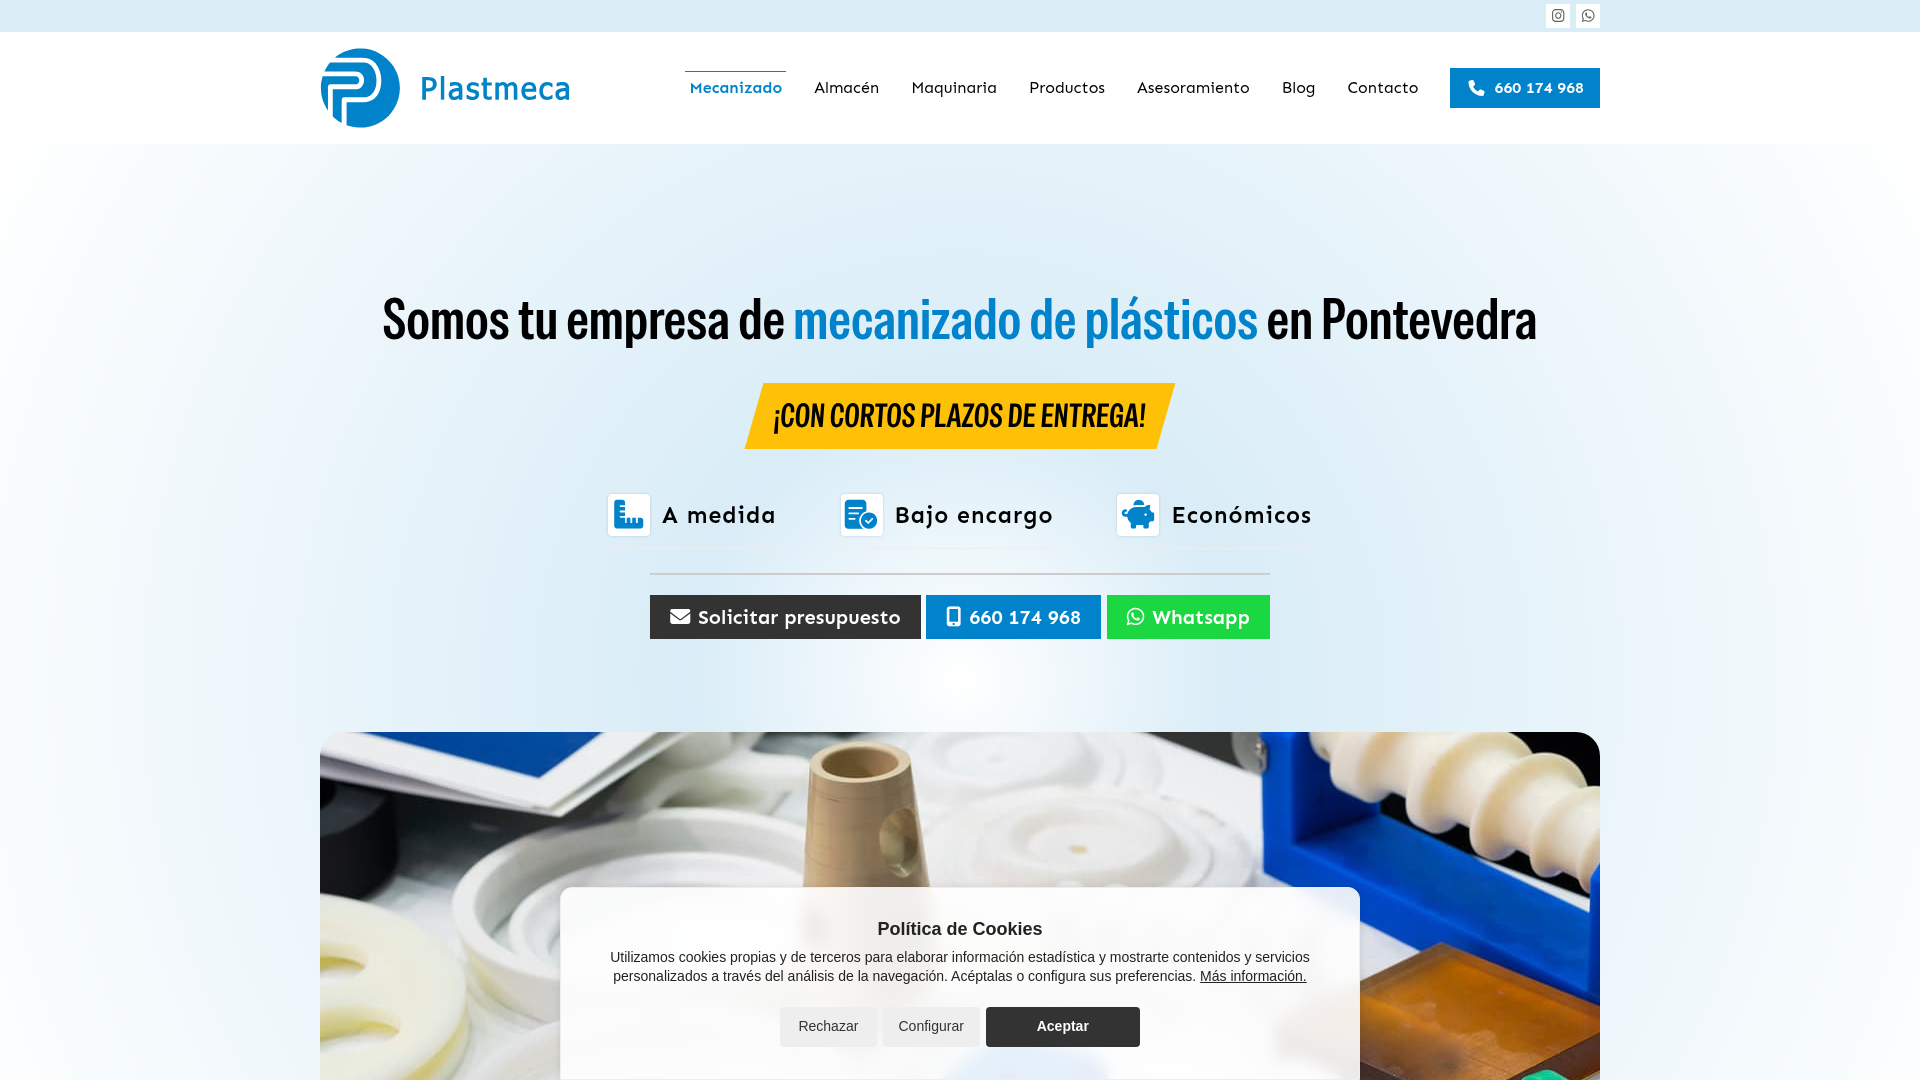 Plastmeca
Mecanizado
Almacén
Maquinaria
Productos
Asesoramiento
Blog
Contacto
660 174 968
Somos tu empresa de mecanizado de plásticos en Pontevedra
¡CON CORTOS PLAZOS DE ENTREGA!
A medida
Bajo encargo
Económicos
Solicitar presupuesto
660 174 968
Whatsapp
Política de Cookies
Utilizamos cookies propias y de terceros para elaborar información estadística y mostrarte contenidos y servicios
personalizados a través del análisis de la navegación. Acéptalas o configura sus preferencias. Más información.
Rechazar
Configurar
Aceptar